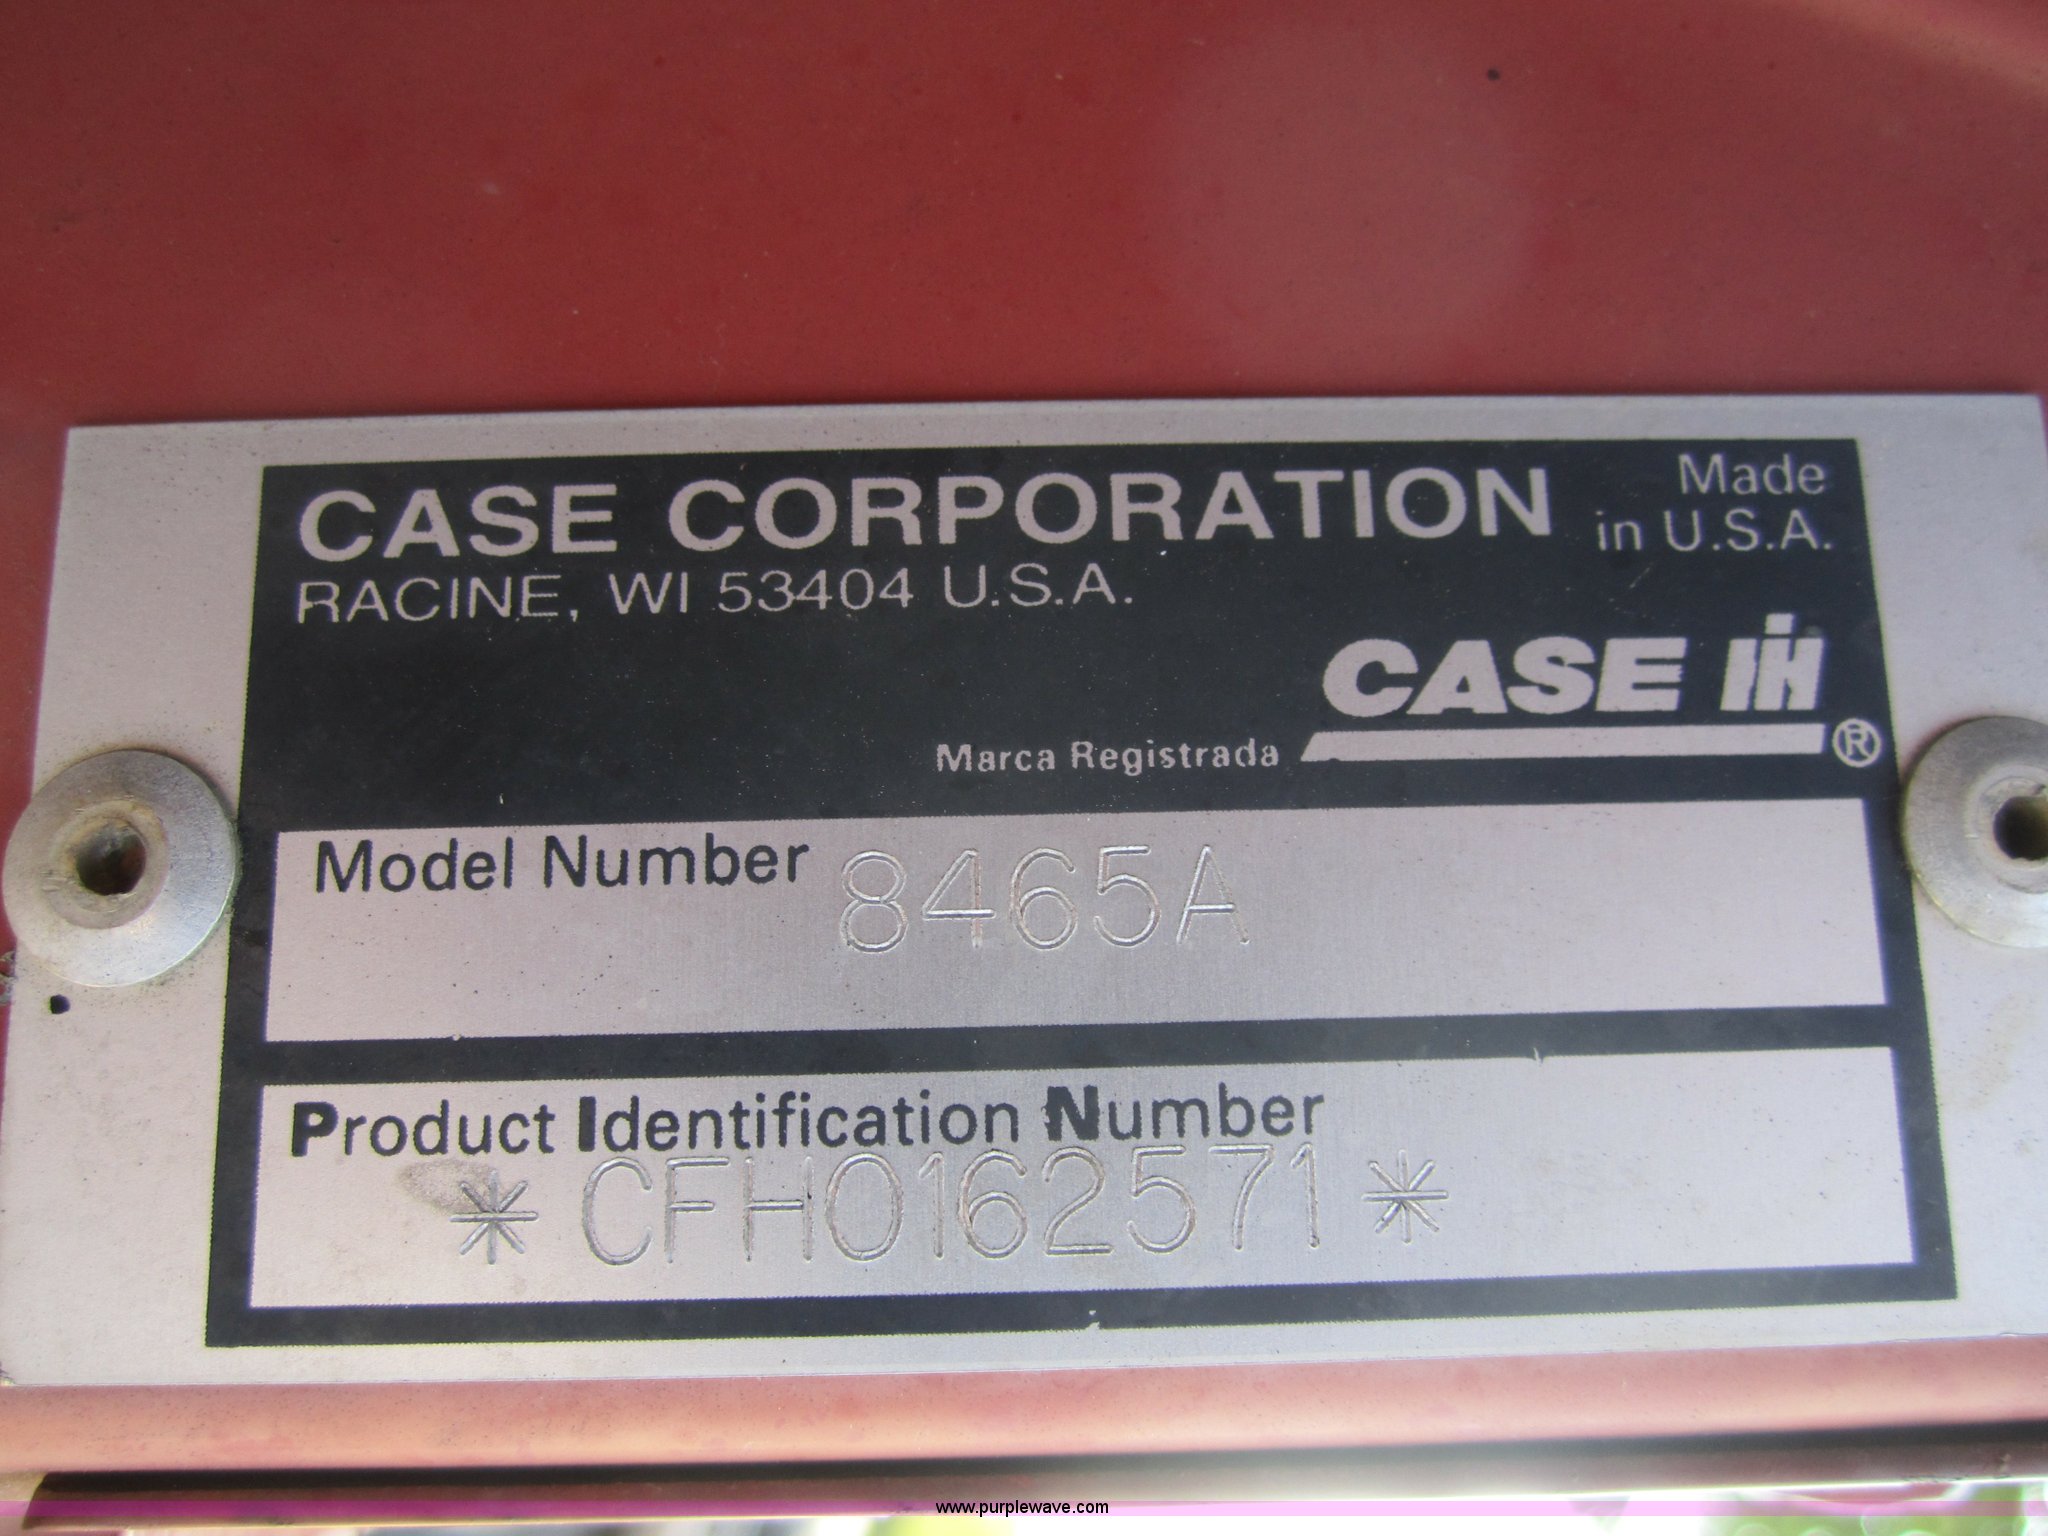 CASE CORPORATION
Made
in U.S.A.
RACINE, WI 53404 U.S.A.
CASE IH
Marca Registrada ®
Model Number 8465A
Product Identification Number
*CFH0162571*
www.purplewave.com